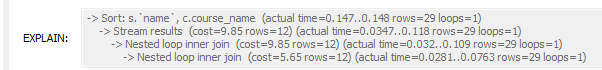 EXPLAIN:
-> Sort: s.`name`, c.course_name (actual time=0.147..0.148 rows=29 loops=1)
-> Stream results (cost=9.85 rows=12) (actual time=0.0347..0.118 rows=29 loops=1)
-> Nested loop inner join (cost=9.85 rows=12) (actual time=0.032..0.109 rows=29 loops=1)
-> Nested loop inner join (cost=5.65 rows=12) (actual time=0.0281..0.0763 rows=29 loops=1)